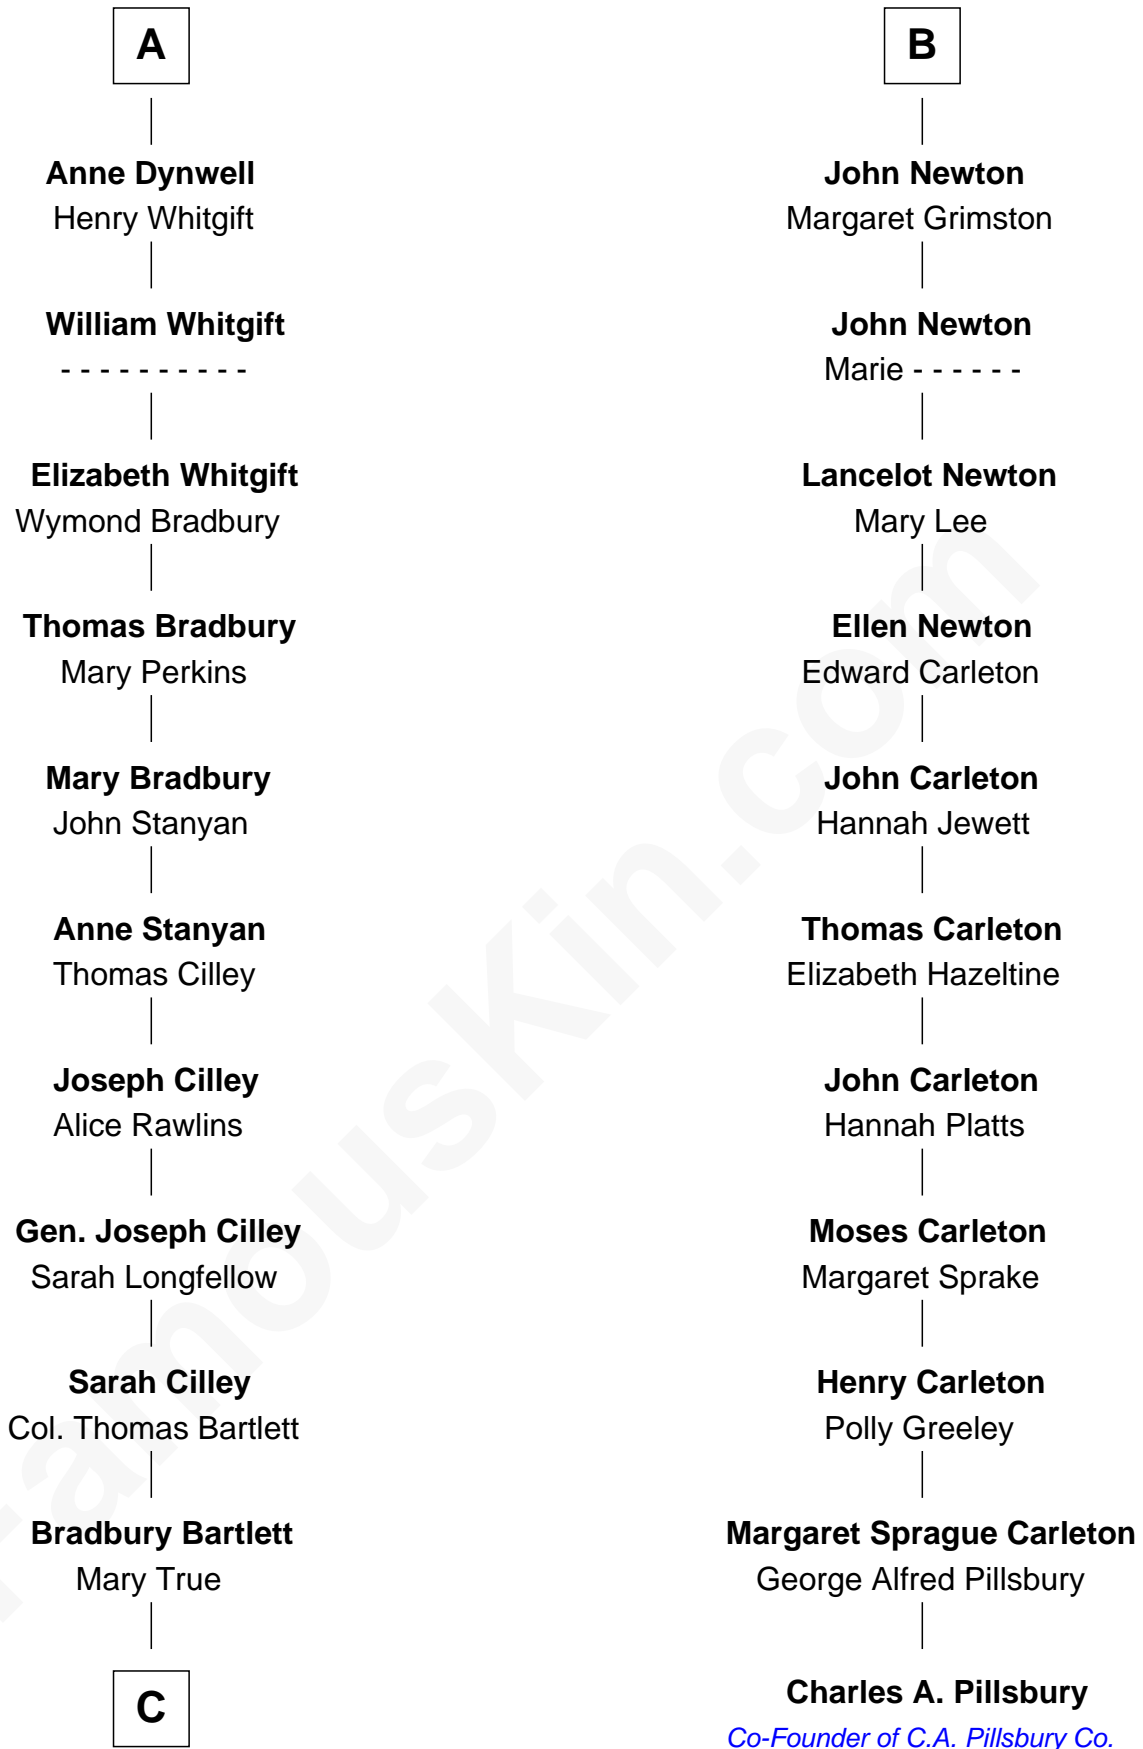 A
Anne Dynwell
Henry Whitgift
William Whitgift
- - - - - - - - - -
Elizabeth Whitgift
Wymond Bradbury
Thomas Bradbury
Mary Perkins
Mary Bradbury
John Stanyan
Anne Stanyan
Thomas Cilley
Joseph Cilley
Alice Rawlins
Gen. Joseph Cilley
Sarah Longfellow
Sarah Cilley
Col. Thomas Bartlett
Bradbury Bartlett
Mary True
C
B
John Newton
Margaret Grimston
John Newton
Marie - - - - - -
Lancelot Newton
Mary Lee
Ellen Newton
Edward Carleton
John Carleton
Hannah Jewett
Thomas Carleton
Elizabeth Hazeltine
John Carleton
Hannah Platts
Moses Carleton
Margaret Sprake
Henry Carleton
Polly Greeley
Margaret Sprague Carleton
George Alfred Pillsbury
Charles A. Pillsbury
Co-Founder of C.A. Pillsbury Co.
FamousKin.com